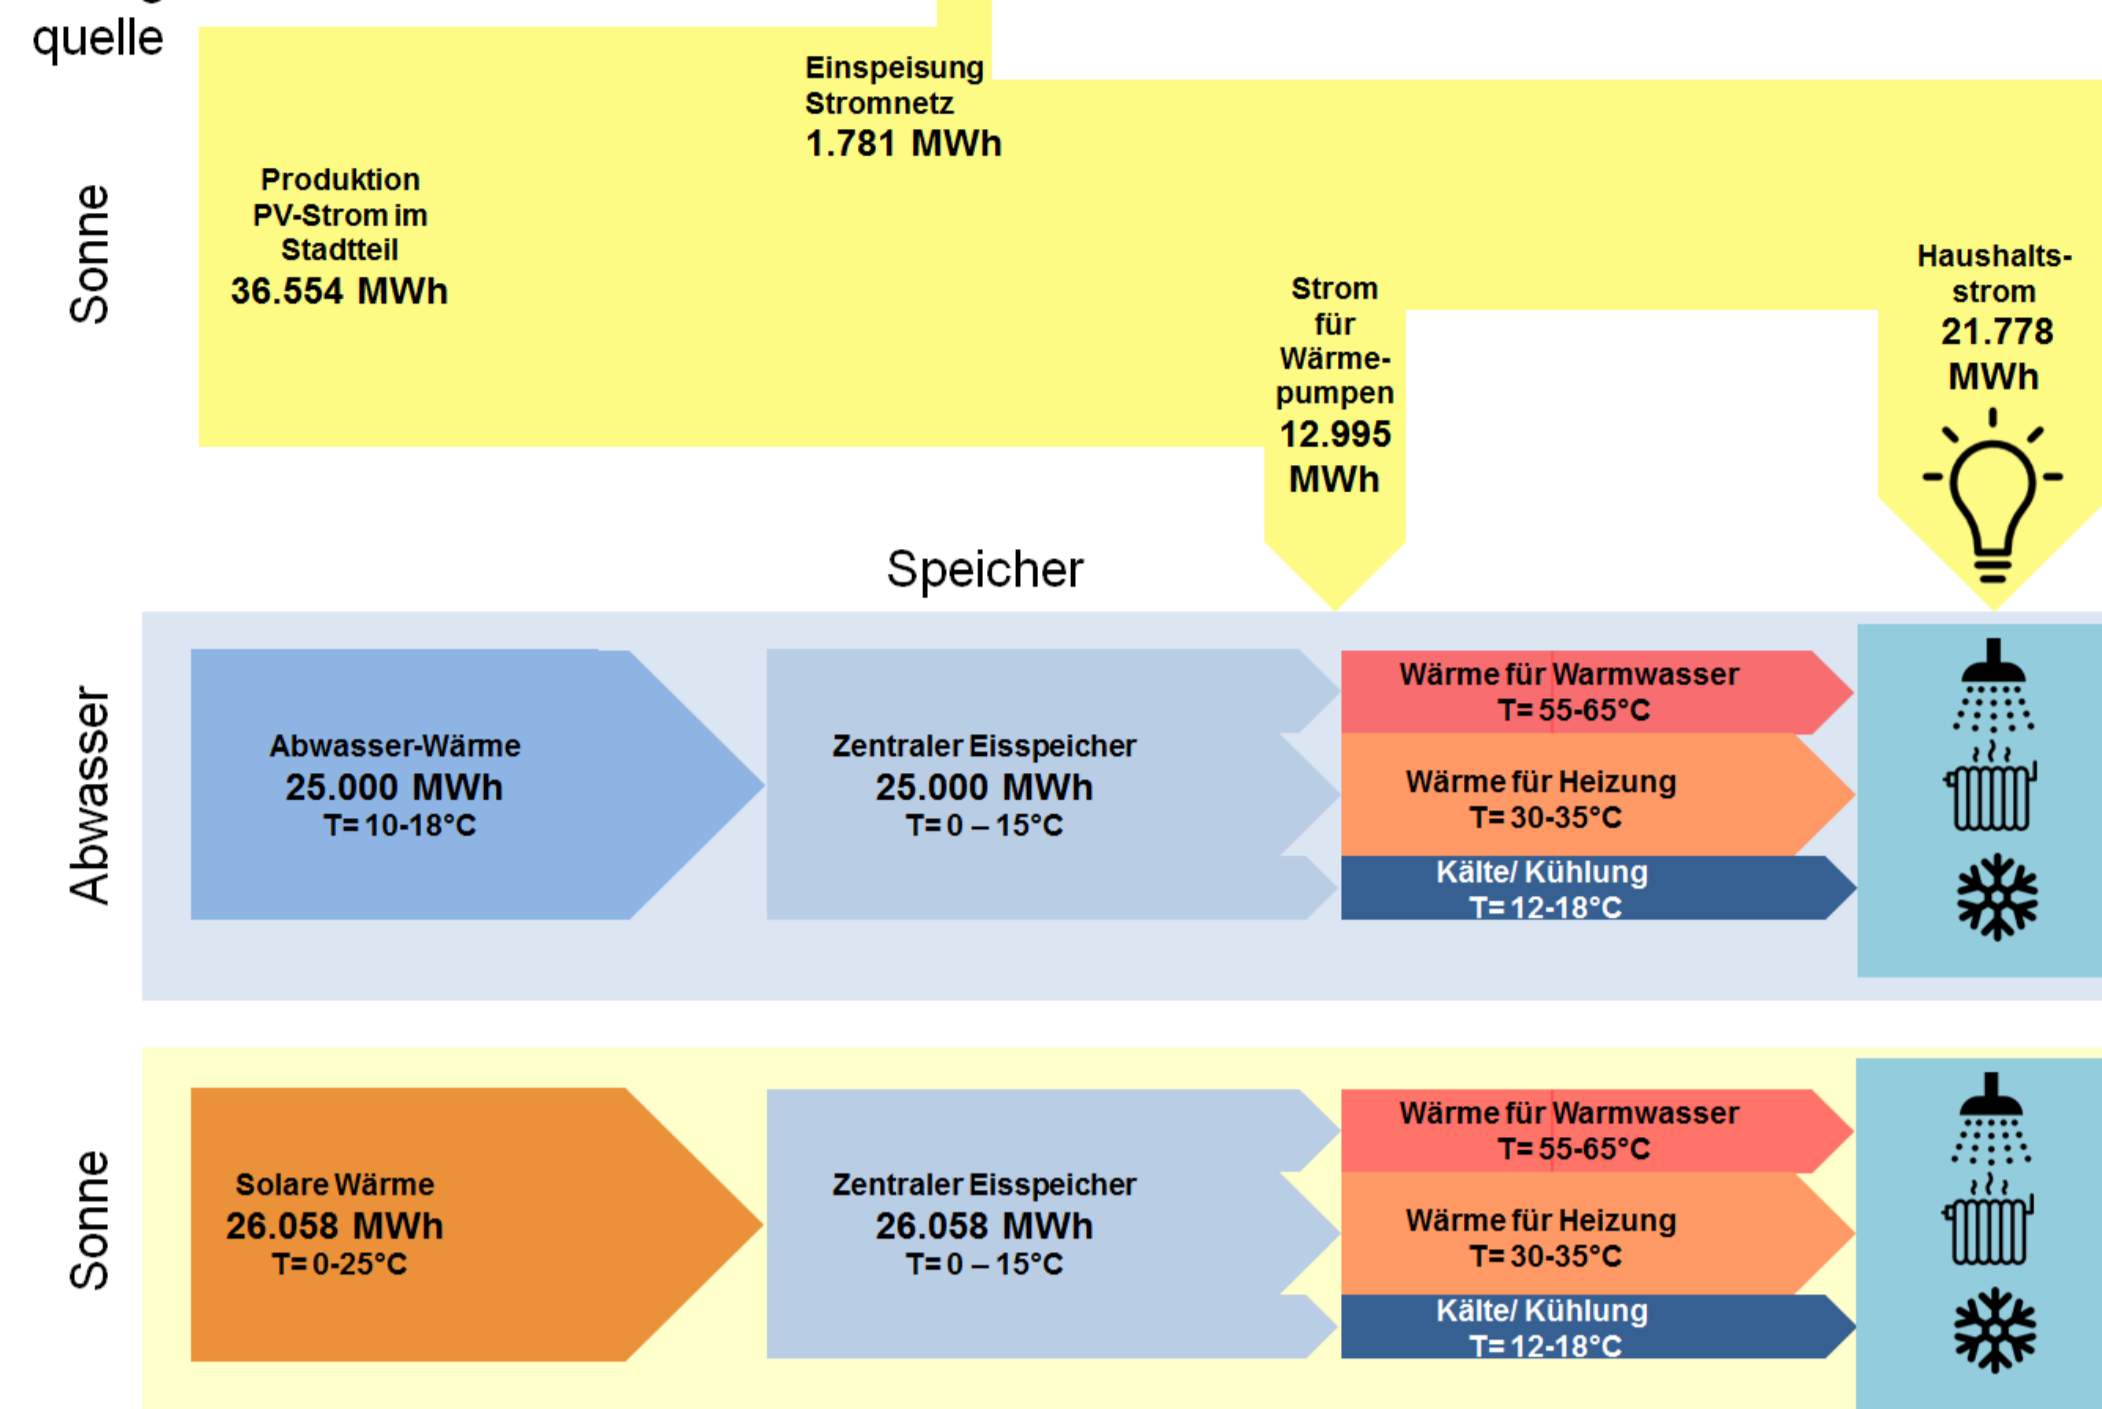 quelle
Einspeisung
Stromnetz
1.781 MWh
Produktion
PV-Strom im
Stadtteil
36.554 MWh
Sonne
Strom
für
Wärme-
pumpen
12.995
MWh
Haushalts-
strom
21.778
MWh
Speicher
Abwasser
Abwasser-Wärme
25.000 MWh
T= 10-18°C
Zentraler Eisspeicher
25.000 MWh
T= 0 – 15°C
Wärme für Warmwasser
T= 55-65°C
Wärme für Heizung
T= 30-35°C
Kälte/ Kühlung
T= 12-18°C
Sonne
Solare Wärme
26.058 MWh
T= 0-25°C
Zentraler Eisspeicher
26.058 MWh
T= 0 – 15°C
Wärme für Warmwasser
T= 55-65°C
Wärme für Heizung
T= 30-35°C
Kälte/ Kühlung
T= 12-18°C